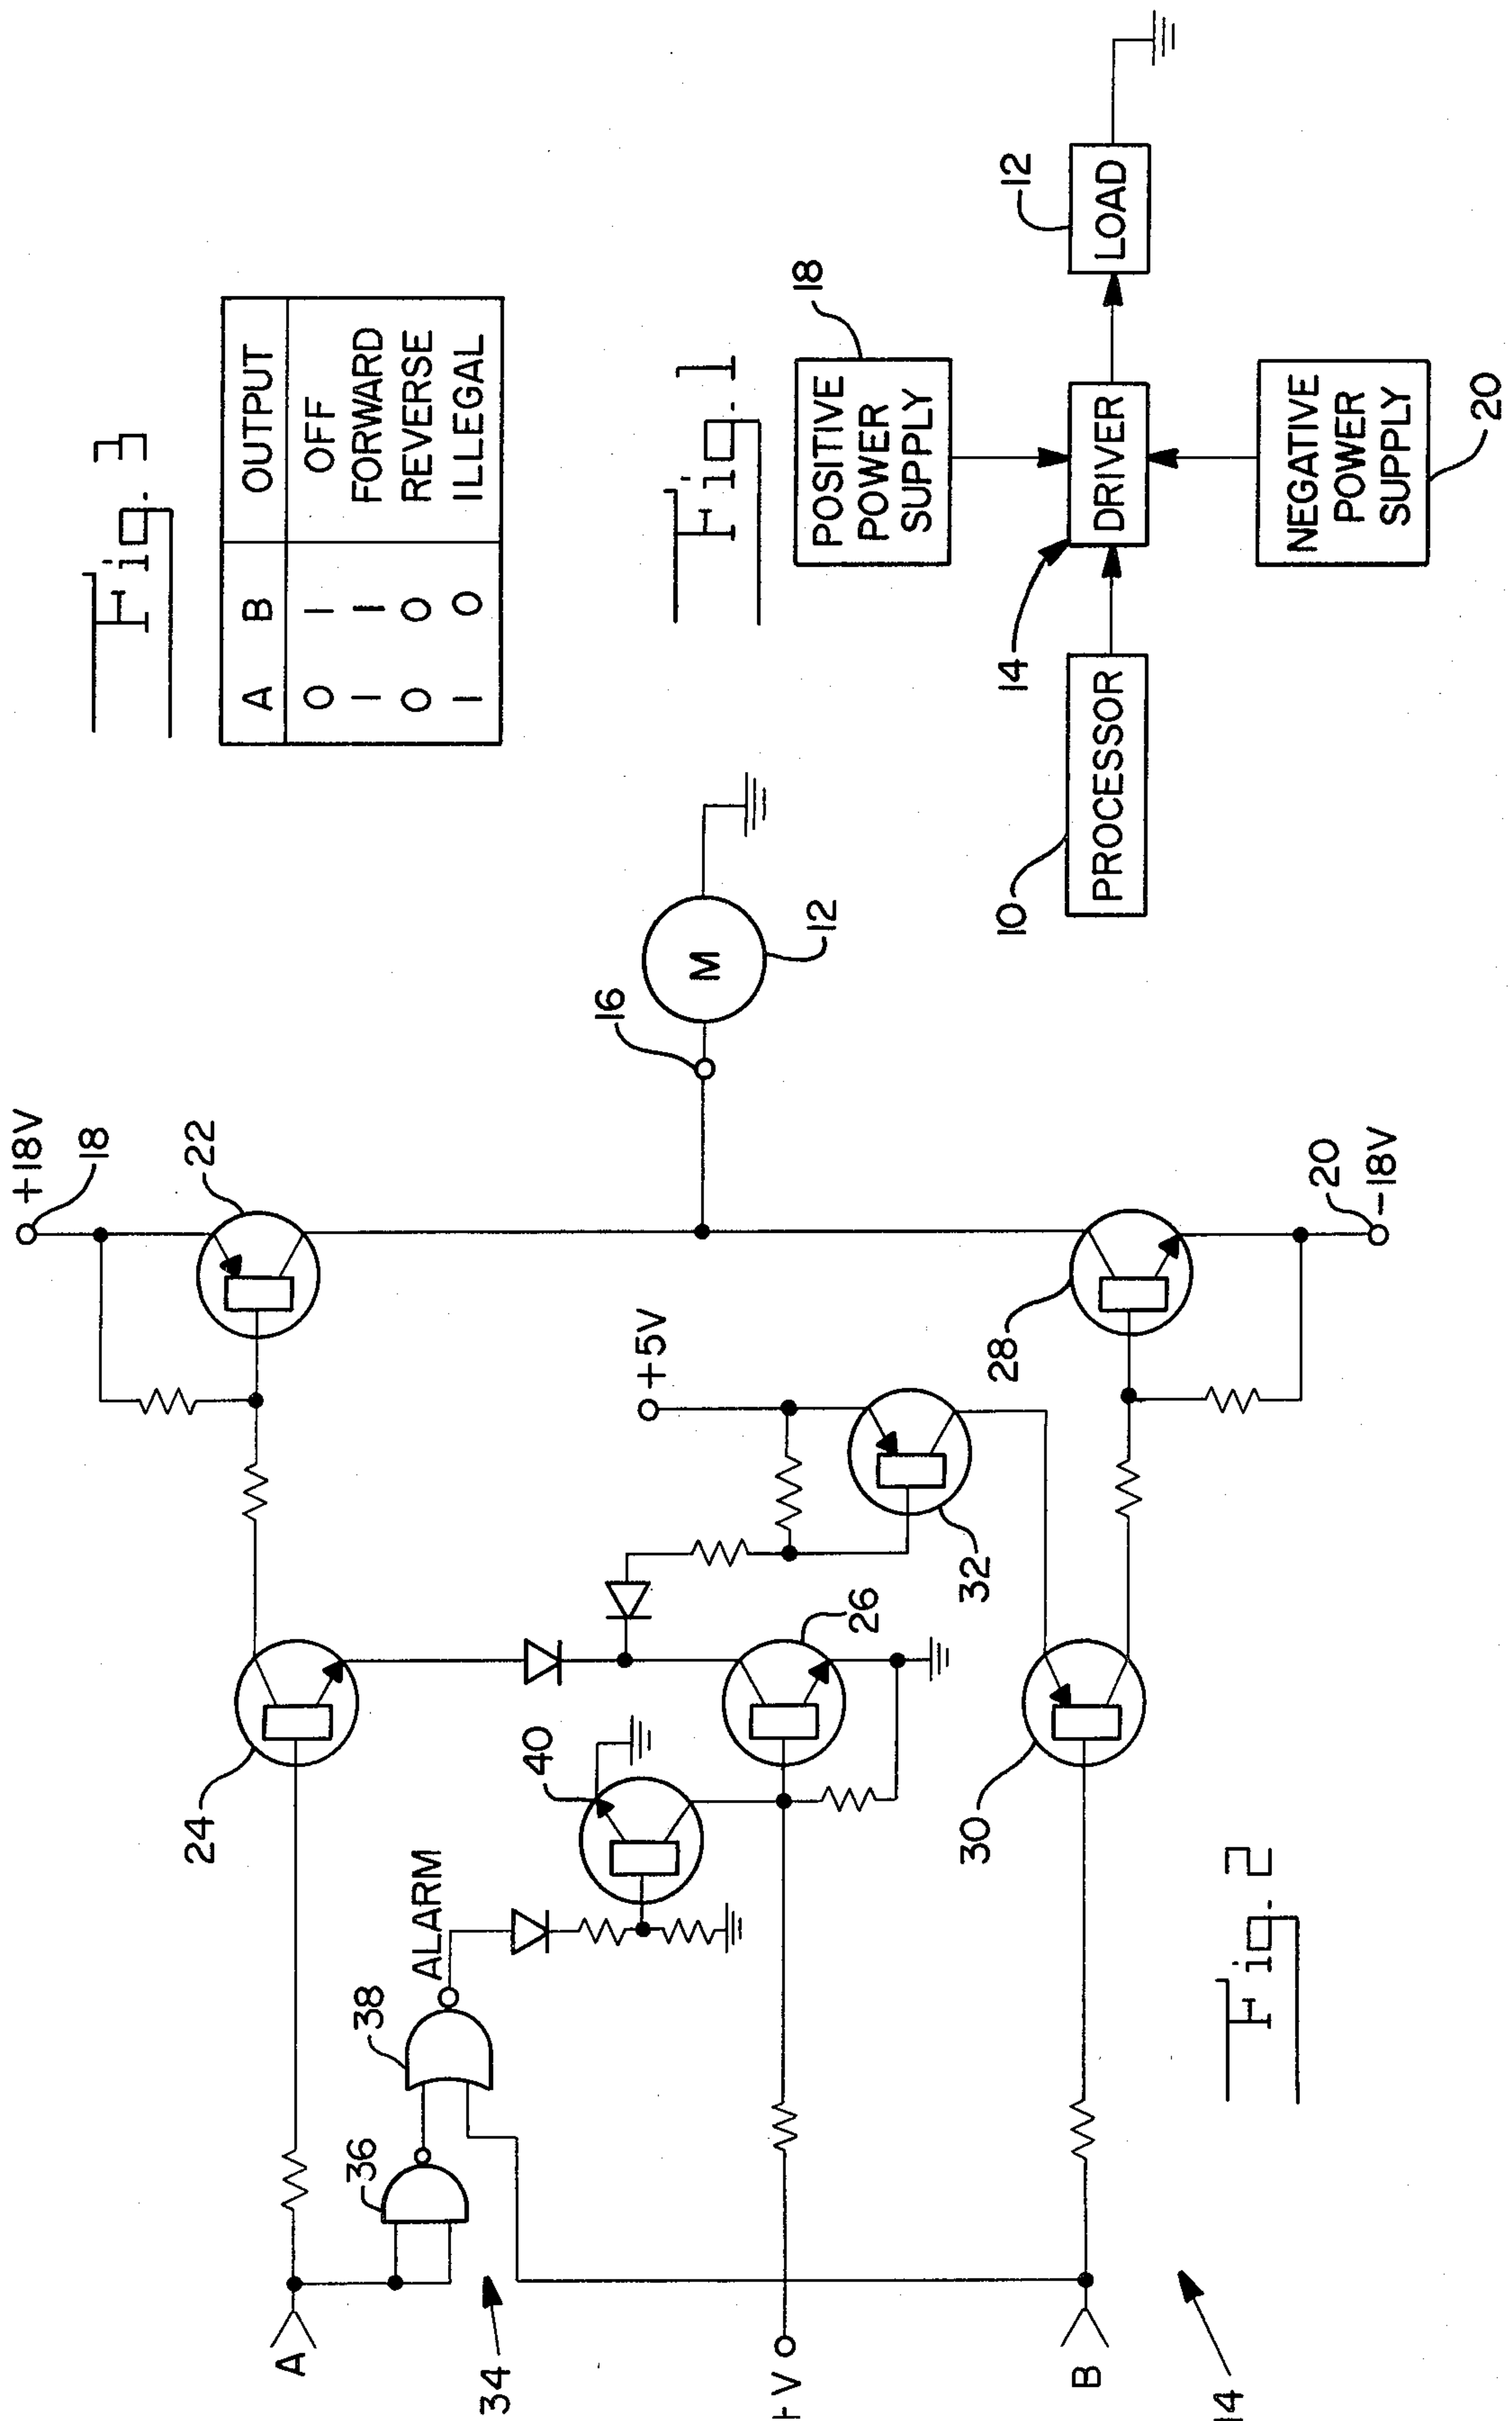 Fig. 3
A B OUTPUT
0 1 OFF
1 1 FORWARD
0 0 REVERSE
1 0 ILLEGAL
Fig. 1
18
POSITIVE
POWER
SUPPLY
10
PROCESSOR
14
DRIVER
12
LOAD
NEGATIVE
POWER
SUPPLY
20
+18V
18
22
24
A
36
38
ALARM
34
40
16
M
12
+5V
26
32
+V
30
28
B
20
-18V
14
Fig. 2